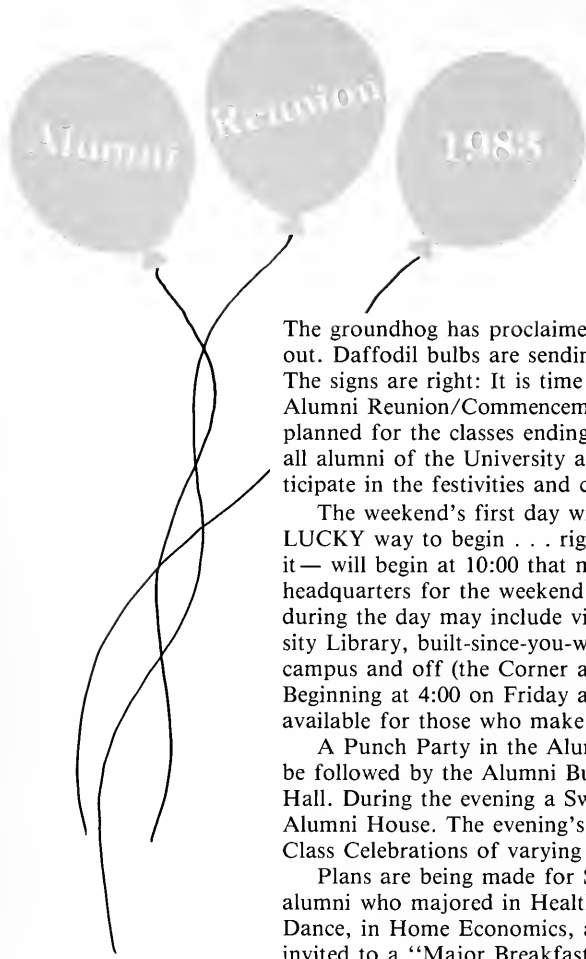 Alumni
Reunion
1983
The groundhog has proclaime
out. Daffodil bulbs are sendin
The signs are right: It is time
Alumni Reunion/Commencem
planned for the classes ending
all alumni of the University a
ticipate in the festivities and c
The weekend's first day w
LUCKY way to begin . . . rig
it— will begin at 10:00 that m
headquarters for the weekend
during the day may include vi
sity Library, built-since-you-w
campus and off (the Corner a
Beginning at 4:00 on Friday a
available for those who make
A Punch Party in the Alum
be followed by the Alumni Bu
Hall. During the evening a Sw
Alumni House. The evening's
Class Celebrations of varying
Plans are being made for S
alumni who majored in Healt
Dance, in Home Economics, a
invited to a "Major Breakfast